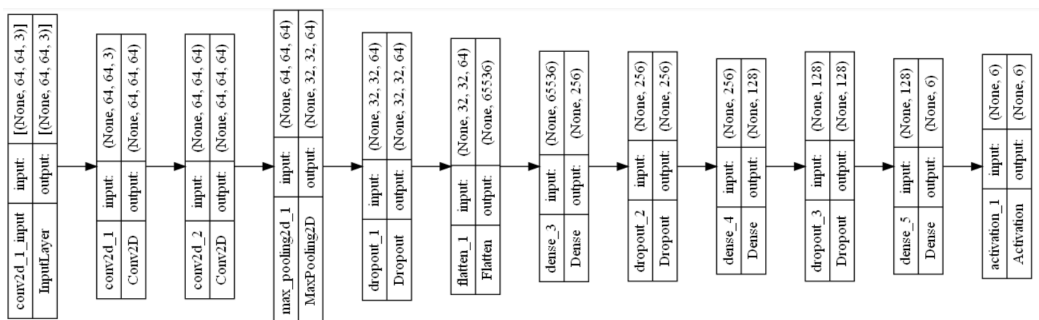 conv2d_1_input input: [(None, 64, 64, 3)]
InputLayer output: [(None, 64, 64, 3)]
conv2d_1 input: (None, 64, 64, 3)
Conv2D output: (None, 64, 64, 64)
conv2d_2 input: (None, 64, 64, 64)
Conv2D output: (None, 64, 64, 64)
max_pooling2d_1 input: (None, 64, 64, 64)
MaxPooling2D output: (None, 32, 32, 64)
dropout_1 input: (None, 32, 32, 64)
Dropout output: (None, 32, 32, 64)
flatten_1 input: (None, 32, 32, 64)
Flatten output: (None, 65536)
dense_3 input: (None, 65536)
Dense output: (None, 256)
dropout_2 input: (None, 256)
Dropout output: (None, 256)
dense_4 input: (None, 256)
Dense output: (None, 128)
dropout_3 input: (None, 128)
Dropout output: (None, 128)
dense_5 input: (None, 128)
Dense output: (None, 6)
activation_1 input: (None, 6)
Activation output: (None, 6)